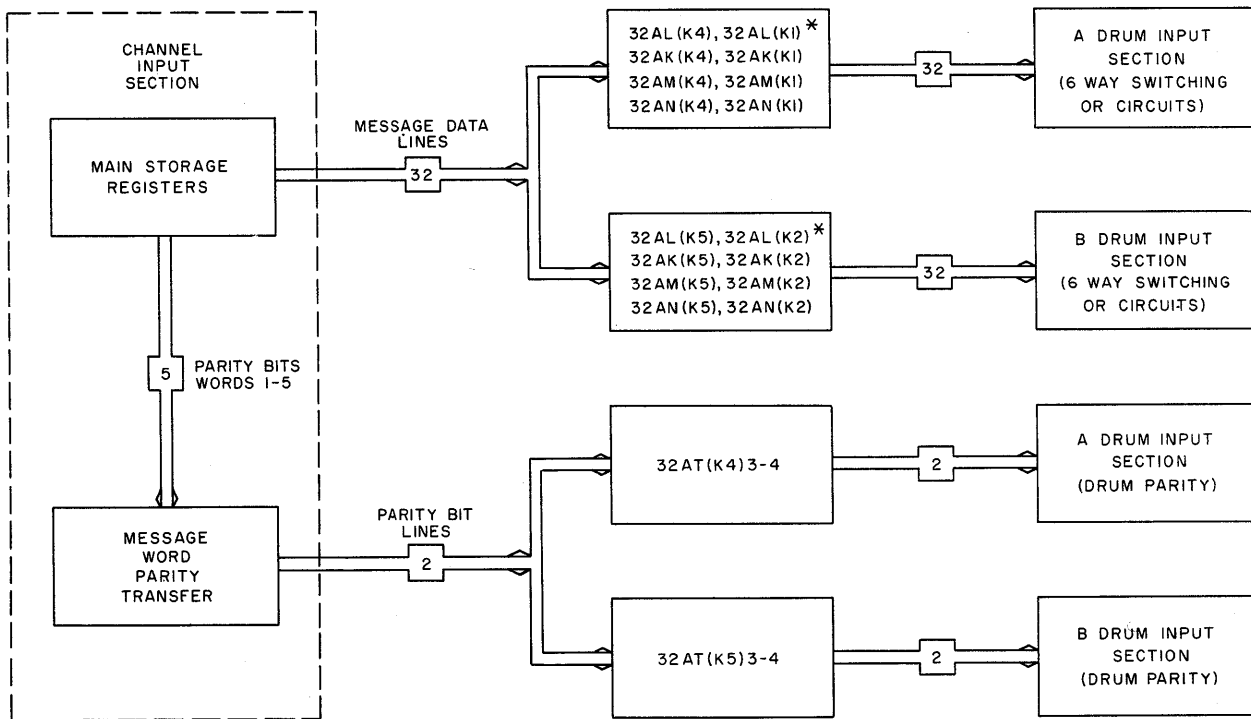 CHANNEL
INPUT
SECTION
MAIN STORAGE
REGISTERS
MESSAGE DATA
LINES
32
32AL(K4), 32AL(K1)*
32AK(K4), 32AK(K1)
32AM(K4), 32AM(K1)
32AN(K4), 32AN(K1)
32
A DRUM INPUT
SECTION
(6 WAY SWITCHING
OR CIRCUITS)
32AL(K5), 32AL(K2)*
32AK(K5), 32AK(K2)
32AM(K5), 32AM(K2)
32AN(K5), 32AN(K2)
32
B DRUM INPUT
SECTION
(6 WAY SWITCHING
OR CIRCUITS)
5
PARITY BITS
WORDS 1-5
MESSAGE
WORD
PARITY
TRANSFER
PARITY BIT
LINES
2
32AT(K4)3-4
2
A DRUM INPUT
SECTION
(DRUM PARITY)
32AT(K5)3-4
2
B DRUM INPUT
SECTION
(DRUM PARITY)